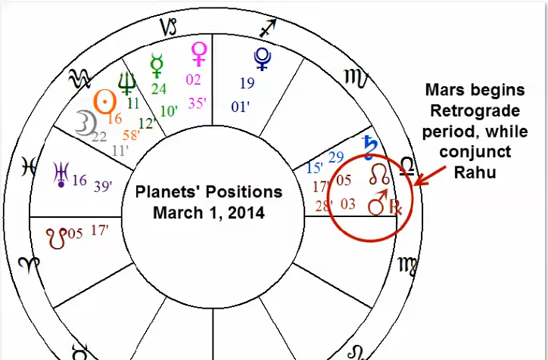 Mars begins
Retrograde
period, while
conjunct
Rahu
♑
♐
♏
♎
♍
♌
♉
♈
♓
♒
♀
02
35'
☿
24
10'
♆
11
12'
☉
16
58'
☽
22
11'
♅ 16 39'
☋ 05 17'
♇
19
01'
15' 29 ♄
17' 05 ☊
28' 03 ♂℞
Planets' Positions
March 1, 2014